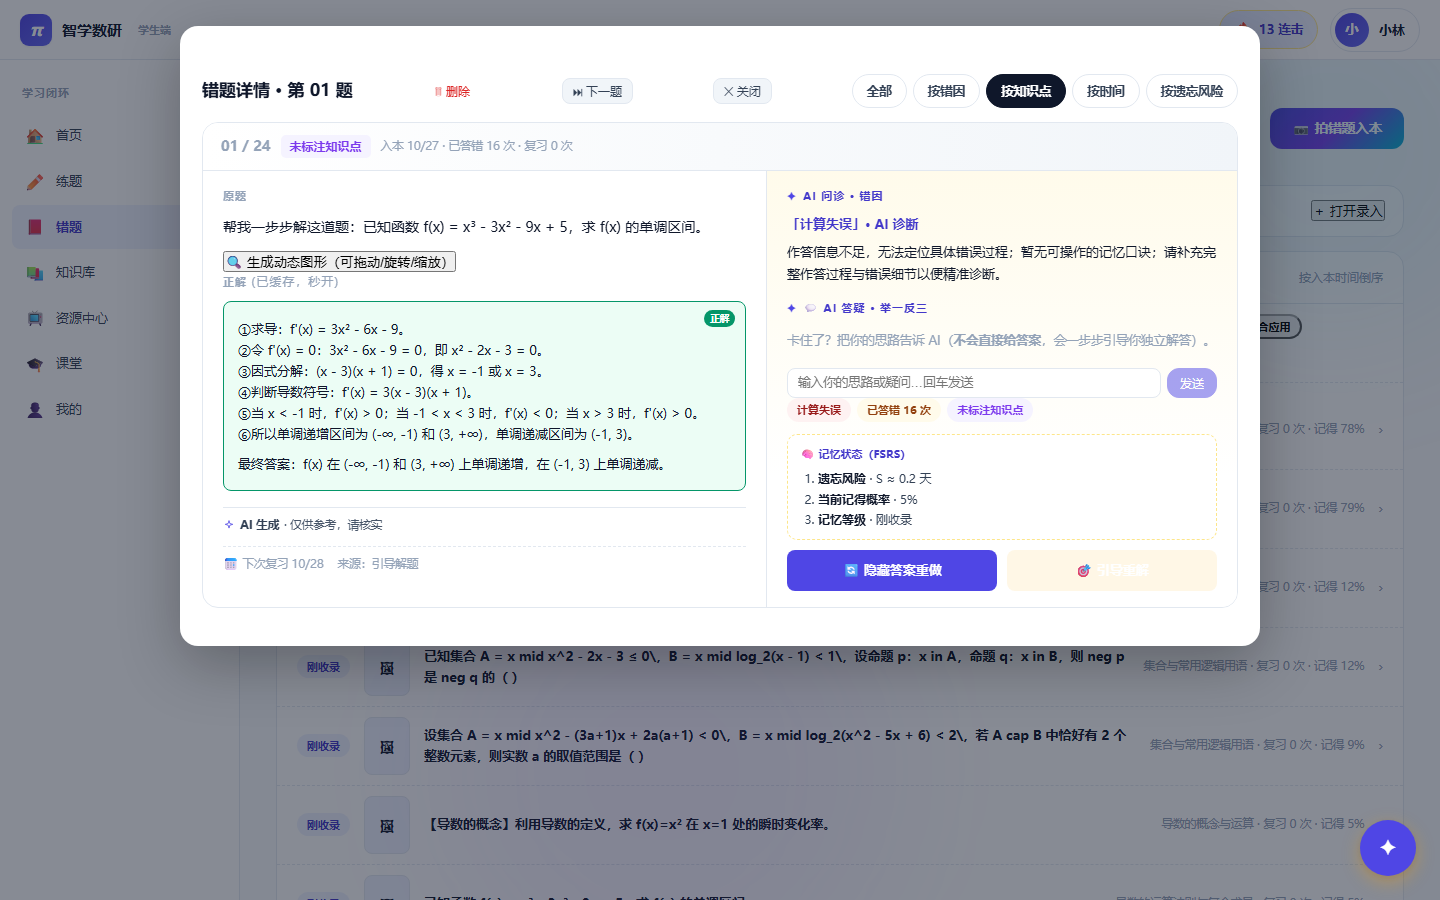 π 智学数研 学生端
13 连击
小 小林
学习闭环
首页
练题
错题
知识库
资源中心
课堂
我的
拍错题入本
+ 打开录入
按入本时间倒序
合应用
错题详情 • 第 01 题
删除
下一题
关闭
全部
按错因
按知识点
按时间
按遗忘风险
01 / 24 未标注知识点 入本 10/27 · 已答错 16 次 · 复习 0 次
原题
帮我一步步解这道题：已知函数 f(x) = x³ - 3x² - 9x + 5，求 f(x) 的单调区间。
生成动态图形（可拖动/旋转/缩放）
正解 (已缓存，秒开)
正解
①求导：f'(x) = 3x² - 6x - 9。
②令 f'(x) = 0：3x² - 6x - 9 = 0，即 x² - 2x - 3 = 0。
③因式分解：(x - 3)(x + 1) = 0，得 x = -1 或 x = 3。
④判断导数符号：f'(x) = 3(x - 3)(x + 1)。
⑤当 x < -1 时，f'(x) > 0；当 -1 < x < 3 时，f'(x) < 0；当 x > 3 时，f'(x) > 0。
⑥所以单调递增区间为 (-∞, -1) 和 (3, +∞)，单调递减区间为 (-1, 3)。
最终答案：f(x) 在 (-∞, -1) 和 (3, +∞) 上单调递增，在 (-1, 3) 上单调递减。
AI 生成 · 仅供参考，请核实
下次复习 10/28 来源：引导解题
AI 问诊 • 错因
「计算失误」• AI 诊断
作答信息不足，无法定位具体错误过程；暂无可操作的记忆口诀；请补充完
整作答过程与错误细节以便精准诊断。
AI 答疑 • 举一反三
卡住了？把你的思路告诉 AI（不会直接给答案，会一步步引导你独立解答）。
输入你的思路或疑问…回车发送
发送
计算失误 已答错 16 次 未标注知识点
记忆状态（FSRS）
1. 遗忘风险 · S ≈ 0.2 天
2. 当前记得概率 · 5%
3. 记忆等级 · 刚收录
隐藏答案重做
引导重解
复习 0 次 · 记得 78% ›
复习 0 次 · 记得 79% ›
复习 0 次 · 记得 12% ›
刚收录
已知集合 A = x mid x^2 - 2x - 3 ≤ 0\，B = x mid log_2(x - 1) < 1\，设命题 p：x in A，命题 q：x in B，则 neg p
是 neg q 的（ ）
集合与常用逻辑用语 · 复习 0 次 · 记得 12% ›
刚收录
设集合 A = x mid x^2 - (3a+1)x + 2a(a+1) < 0\，B = x mid log_2(x^2 - 5x + 6) < 2\，若 A cap B 中恰好有 2 个
整数元素，则实数 a 的取值范围是（ ）
集合与常用逻辑用语 · 复习 0 次 · 记得 9% ›
刚收录
【导数的概念】利用导数的定义，求 f(x)=x² 在 x=1 处的瞬时变化率。
导数的概念与运算 · 复习 0 次 · 记得 5%